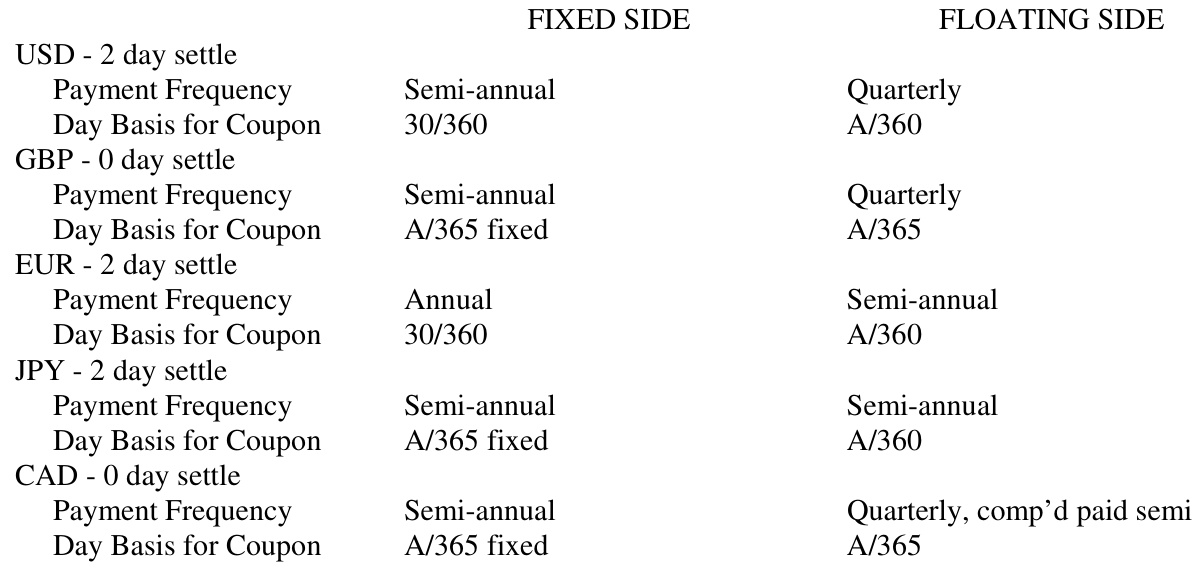 FIXED SIDE FLOATING SIDE
USD - 2 day settle
Payment Frequency Semi-annual Quarterly
Day Basis for Coupon 30/360 A/360
GBP - 0 day settle
Payment Frequency Semi-annual Quarterly
Day Basis for Coupon A/365 fixed A/365
EUR - 2 day settle
Payment Frequency Annual Semi-annual
Day Basis for Coupon 30/360 A/360
JPY - 2 day settle
Payment Frequency Semi-annual Semi-annual
Day Basis for Coupon A/365 fixed A/360
CAD - 0 day settle
Payment Frequency Semi-annual Quarterly, comp’d paid semi
Day Basis for Coupon A/365 fixed A/365